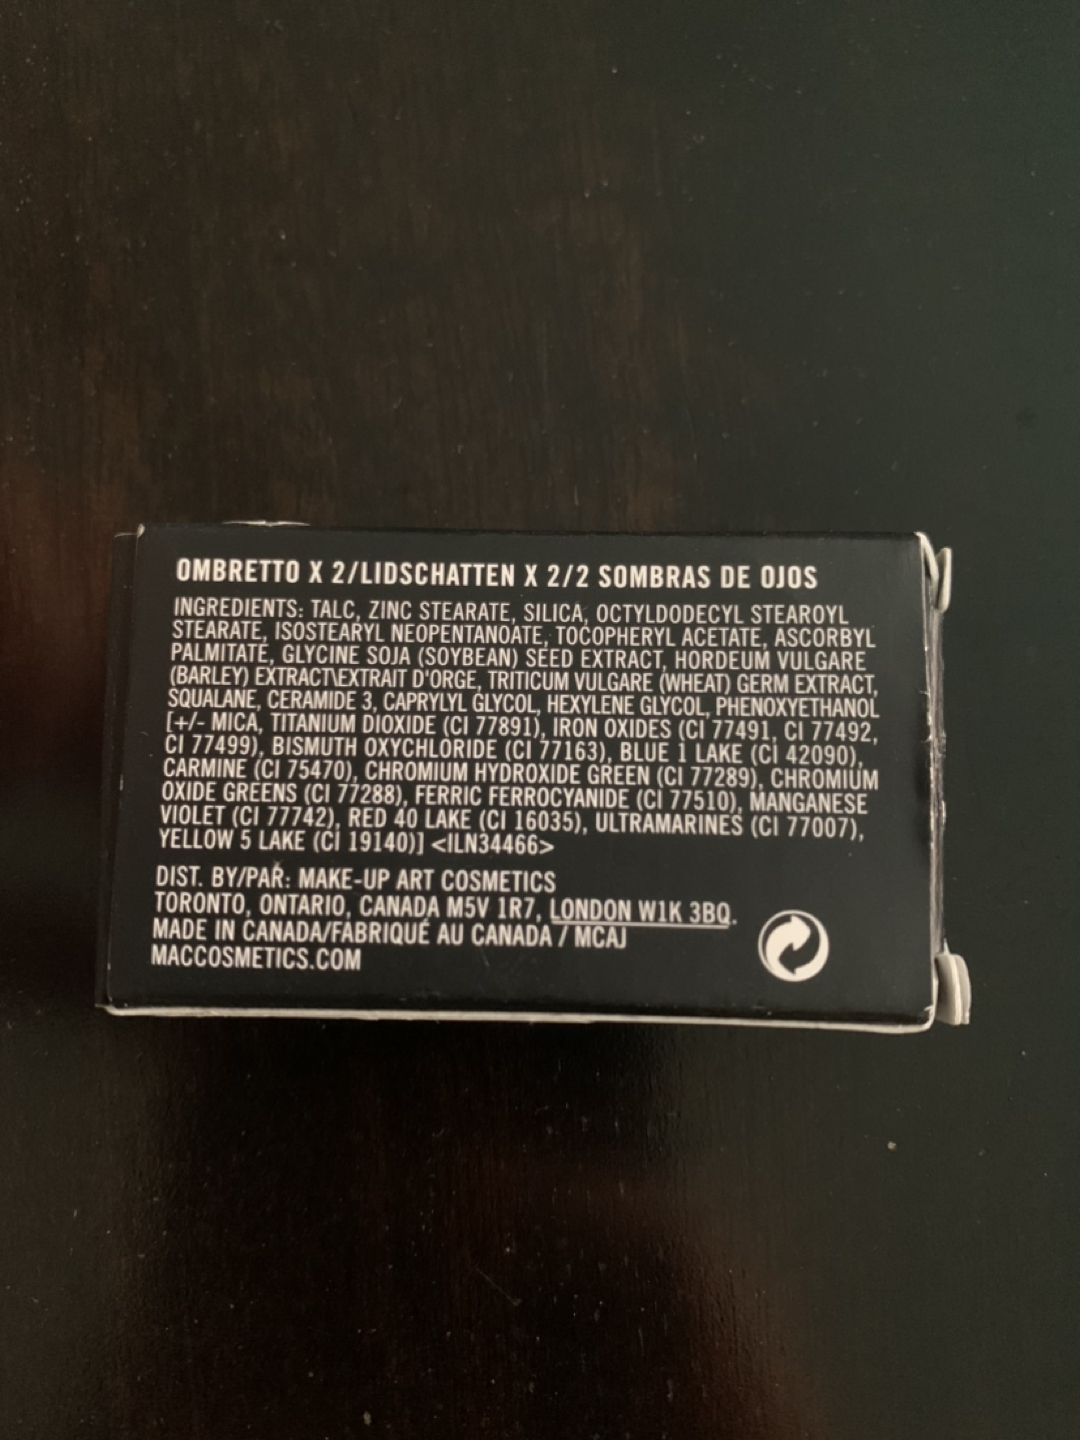 OMBRETTO X 2/LIDSCHATTEN X 2/2 SOMBRAS DE OJOS
INGREDIENTS: TALC, ZINC STEARATE, SILICA, OCTYLDODECYL STEAROYL
STEARATE, ISOSTEARYL NEOPENTANOATE, TOCOPHERYL ACETATE, ASCORBYL
PALMITATE, GLYCINE SOJA (SOYBEAN) SEED EXTRACT, HORDEUM VULGARE
(BARLEY) EXTRACT\EXTRAIT D'ORGE, TRITICUM VULGARE (WHEAT) GERM EXTRACT,
SQUALANE, CERAMIDE 3, CAPRYLYL GLYCOL, HEXYLENE GLYCOL, PHENOXYETHANOL
[+/- MICA, TITANIUM DIOXIDE (CI 77891), IRON OXIDES (CI 77491, CI 77492,
CI 77499), BISMUTH OXYCHLORIDE (CI 77163), BLUE 1 LAKE (CI 42090),
CARMINE (CI 75470), CHROMIUM HYDROXIDE GREEN (CI 77289), CHROMIUM
OXIDE GREENS (CI 77288), FERRIC FERROCYANIDE (CI 77510), MANGANESE
VIOLET (CI 77742), RED 40 LAKE (CI 16035), ULTRAMARINES (CI 77007),
YELLOW 5 LAKE (CI 19140)] <ILN34466>
DIST. BY/PAR: MAKE-UP ART COSMETICS
TORONTO, ONTARIO, CANADA M5V 1R7, LONDON W1K 3BQ.
MADE IN CANADA/FABRIQUÉ AU CANADA / MCAJ
MACCOSMETICS.COM